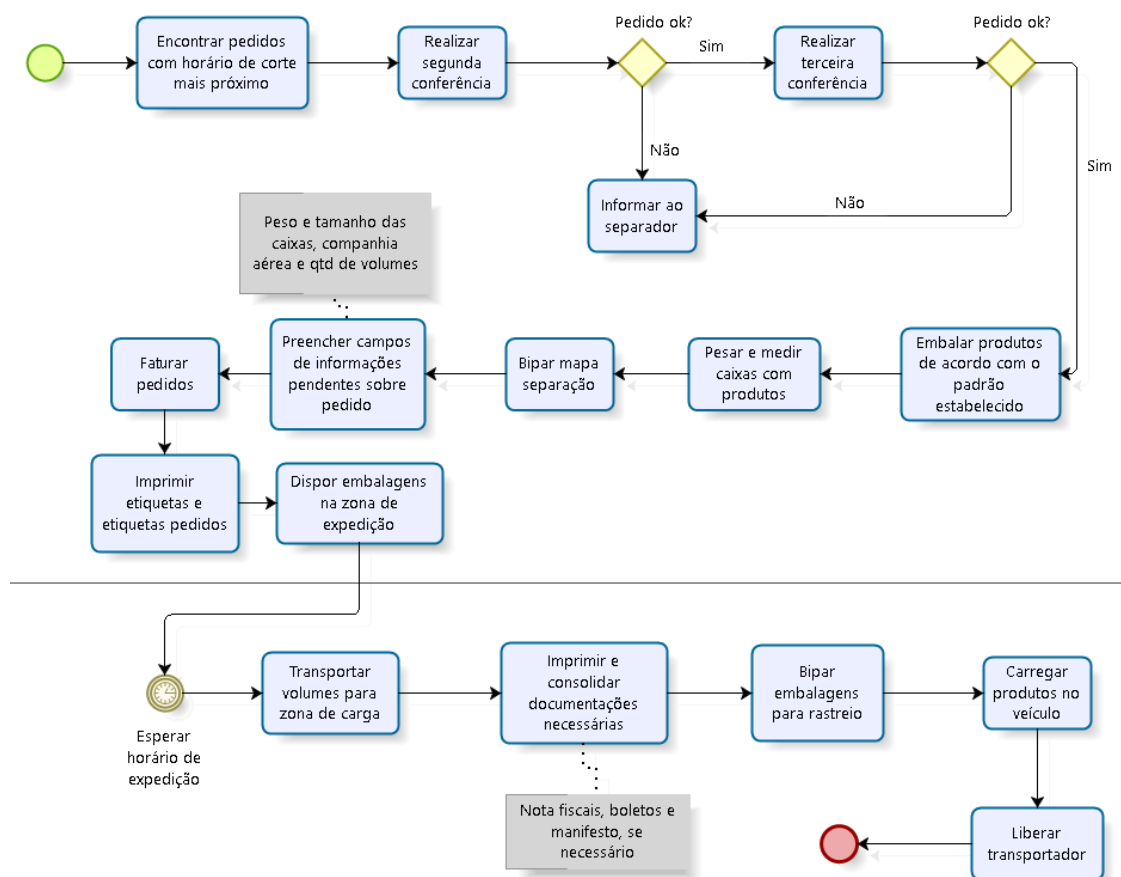 Encontrar pedidos
com horário de corte
mais próximo
Realizar
segunda
conferência
Pedido ok?
Sim
Realizar
terceira
conferência
Pedido ok?
Sim
Não
Não
Informar ao
separador
Peso e tamanho das
caixas, companhia
aérea e qtd de volumes
Embalar produtos
de acordo com o
padrão
estabelecido
Pesar e medir
caixas com
produtos
Bipar mapa
separação
Preencher campos
de informações
pendentes sobre
pedido
Faturar
pedidos
Imprimir
etiquetas e
etiquetas pedidos
Dispor embalagens
na zona de
expedição
Esperar
horário de
expedição
Transportar
volumes para
zona de carga
Imprimir e
consolidar
documentações
necessárias
Nota fiscais, boletos e
manifesto, se
necessário
Bipar
embalagens
para rastreio
Carregar
produtos no
veículo
Liberar
transportador